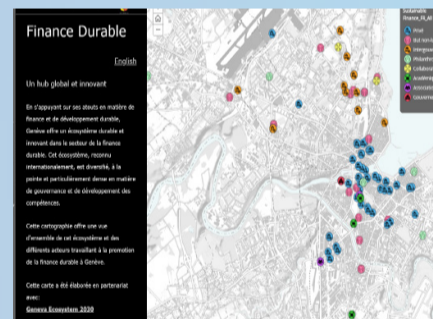 Finance Durable
English
Un hub global et innovant
En s'appuyant sur ses atouts en matière de
finance et de développement durable,
Genève offre un écosystème durable et
innovant dans le secteur de la finance
durable. Cet écosystème, reconnu
internationalement, est diversifié, à la
pointe et particulièrement dense en matière
de gouvernance et de développement des
compétences.
Cette cartographie offre une vue
d'ensemble de cet écosystème et des
différents acteurs travaillant à la promotion
de la finance durable à Genève.
Cette carte a été élaborée en partenariat
avec:
Geneva Ecosystem 2030
Finance_FR_All
Privé